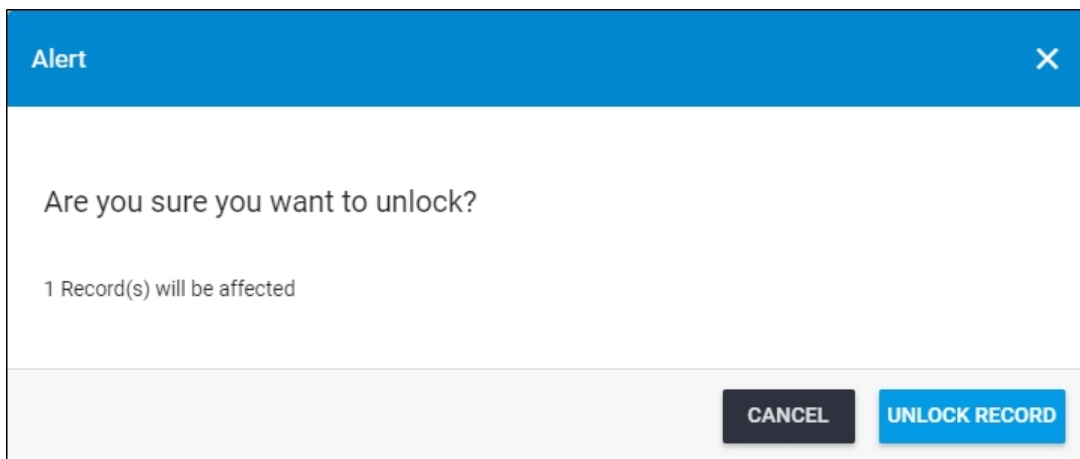 Alert
Are you sure you want to unlock?
1 Record(s) will be affected
CANCEL UNLOCK RECORD